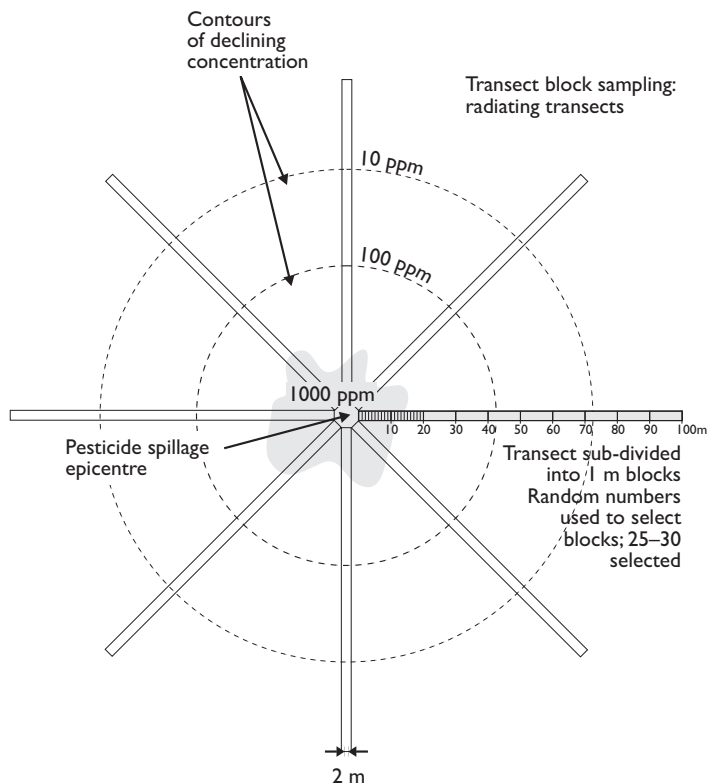 Contours
of declining
concentration
Transect block sampling:
radiating transects
10 ppm
100 ppm
1000 ppm
10 20 30 40 50 60 70 80 90 100m
Pesticide spillage
epicentre
Transect sub-divided
into 1 m blocks
Random numbers
used to select
blocks; 25–30
selected
2 m